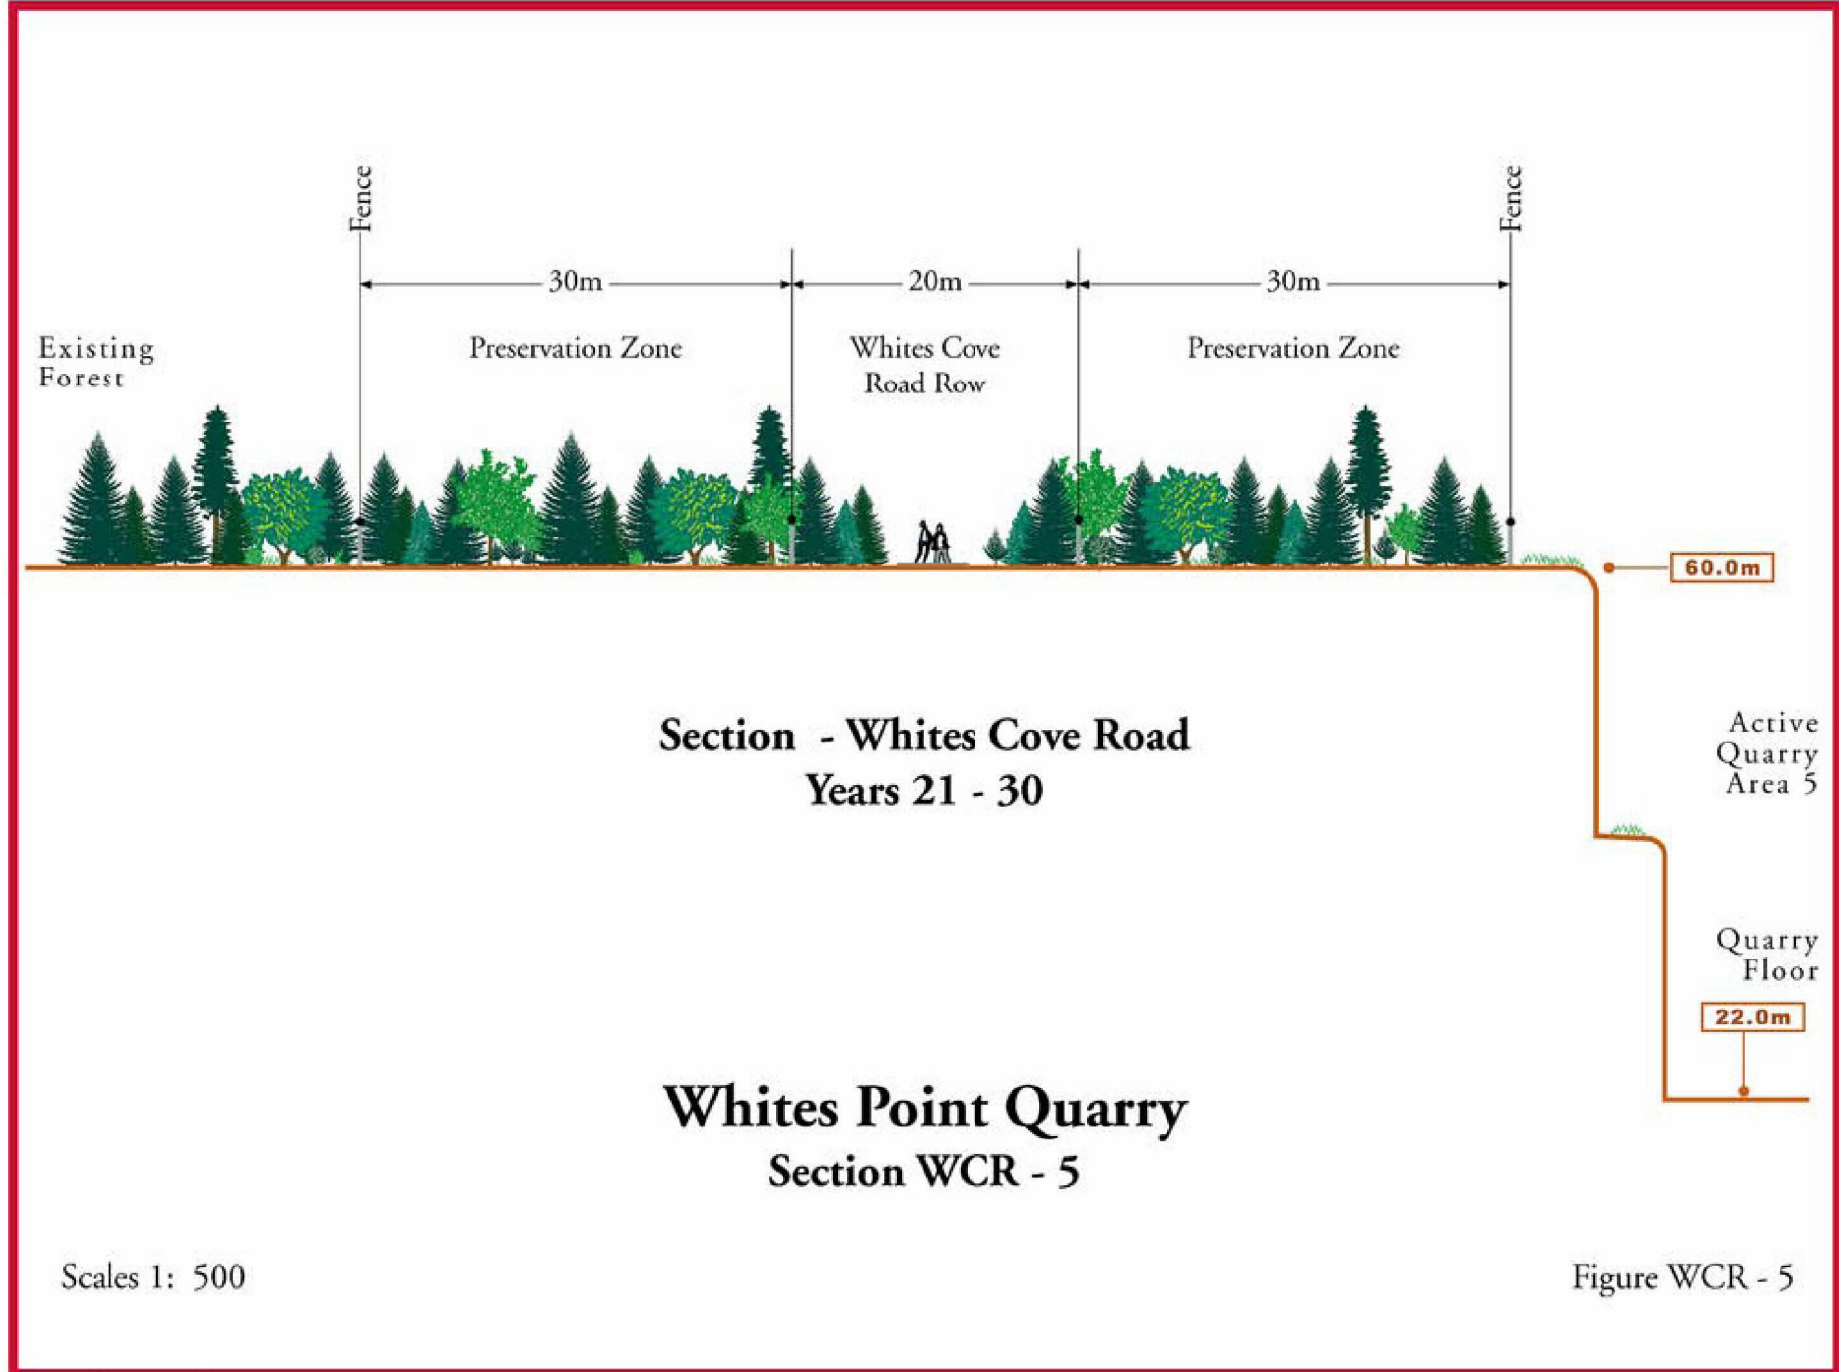 Fence
Fence
30m
20m
30m
Existing
Forest
Preservation Zone
Whites Cove
Road Row
Preservation Zone
60.0m
Section - Whites Cove Road
Years 21 - 30
Active
Quarry
Area 5
Quarry
Floor
22.0m
Whites Point Quarry
Section WCR - 5
Scales 1: 500
Figure WCR - 5